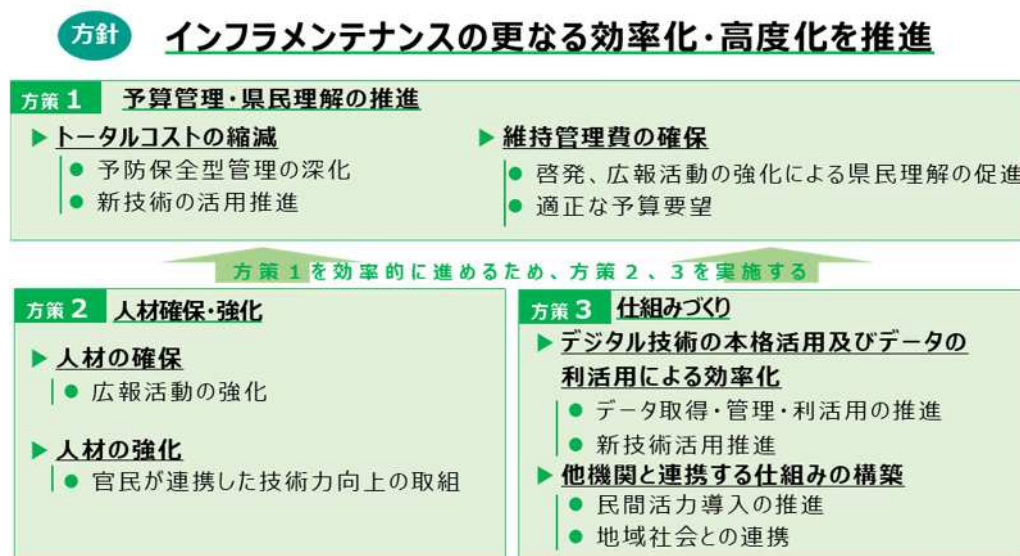 方針 インフラメンテナンスの更なる効率化・高度化を推進
方策 1 予算管理・県民理解の推進
▶ トータルコストの縮減
● 予防保全型管理の深化
● 新技術の活用推進
▶ 維持管理費の確保
● 啓発、広報活動の強化による県民理解の促進
● 適正な予算要望
方策１を効率的に進めるため、方策２、３を実施する
方策 2 人材確保・強化
▶ 人材の確保
● 広報活動の強化
▶ 人材の強化
● 官民が連携した技術力向上の取組
方策 3 仕組みづくり
▶ デジタル技術の本格活用及びデータの
利活用による効率化
● データ取得・管理・利活用の推進
● 新技術活用推進
▶ 他機関と連携する仕組みの構築
● 民間活力導入の推進
● 地域社会との連携